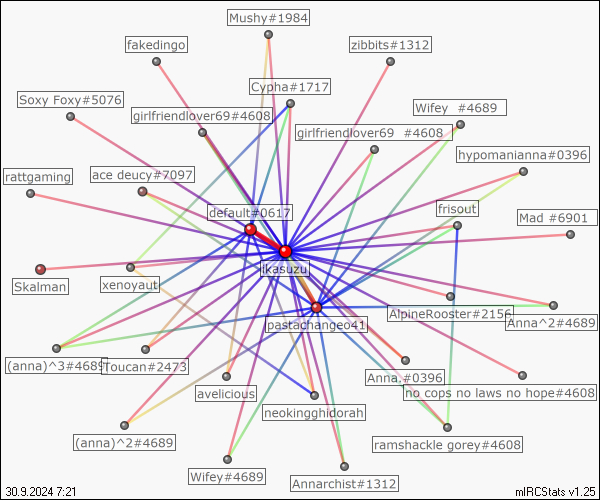 Mushy#1984
fakedingo
zibbits#1312
Cypha#1717
Soxy Foxy#5076
girlfriendlover69#4608
Wifey #4689
girlfriendlover69 #4608
hypomanianna#0396
rattgaming
ace deucy#7097
default#0617
frisout
Mad #6901
ikasuzu
Skalman
xenoyaut
pastachangeo41
AlpineRooster#2156
Anna^2#4689
(anna)^3#4689
Toucan#2473
Anna,#0396
avelicious
no cops no laws no hope#4608
neokingghidorah
(anna)^2#4689
ramshackle gorey#4608
Wifey#4689
Annarchist#1312
30.9.2024 7:21
mIRCStats v1.25